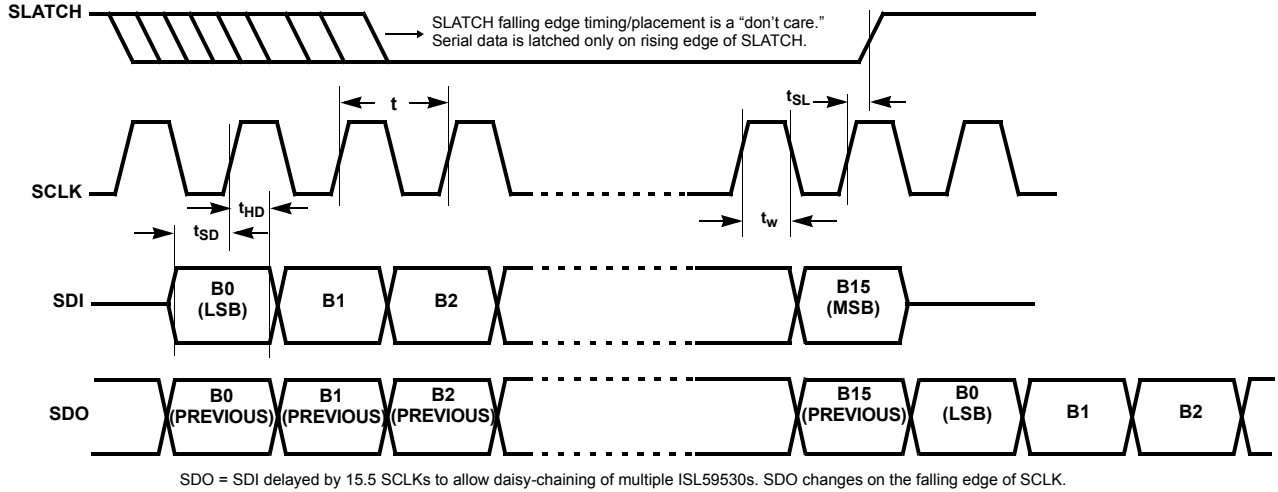 SLATCH
SLATCH falling edge timing/placement is a “don’t care.”
Serial data is latched only on rising edge of SLATCH.
t
tSL
SCLK
tHD
tSD
tw
SDI
B0
(LSB)
B1
B2
B15
(MSB)
SDO
B0
(PREVIOUS)
B1
(PREVIOUS)
B2
(PREVIOUS)
B15
(PREVIOUS)
B0
(LSB)
B1
B2
SDO = SDI delayed by 15.5 SCLKs to allow daisy-chaining of multiple ISL59530s. SDO changes on the falling edge of SCLK.